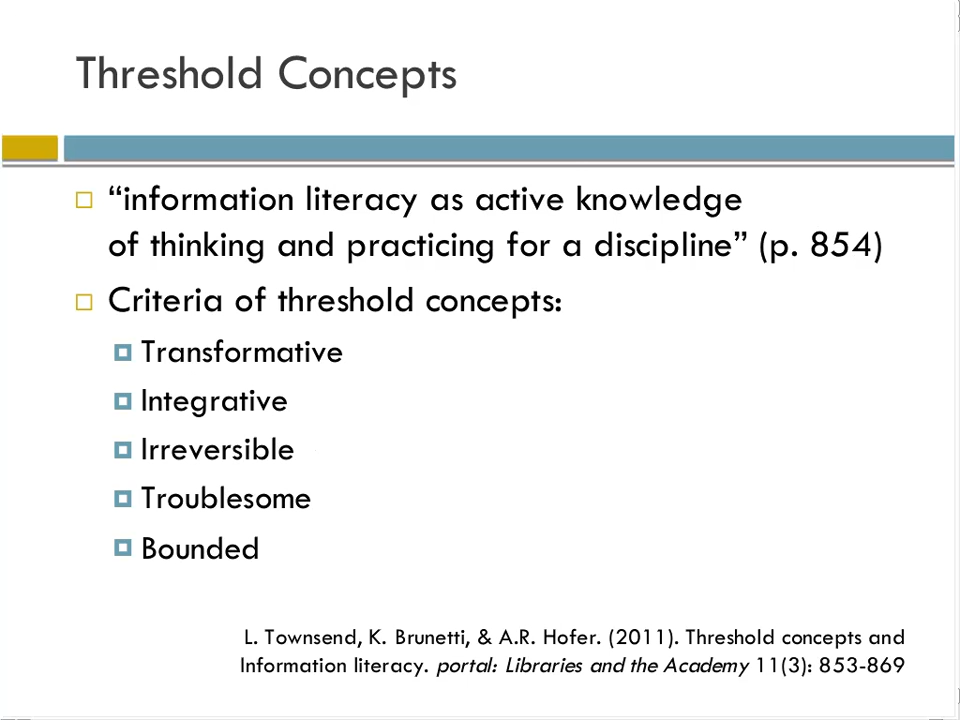 Threshold Concepts
“information literacy as active knowledge
of thinking and practicing for a discipline” (p. 854)
Criteria of threshold concepts:
Transformative
Integrative
Irreversible
Troublesome
Bounded
L. Townsend, K. Brunetti, & A.R. Hofer. (2011). Threshold concepts and
Information literacy. portal: Libraries and the Academy 11(3): 853-869